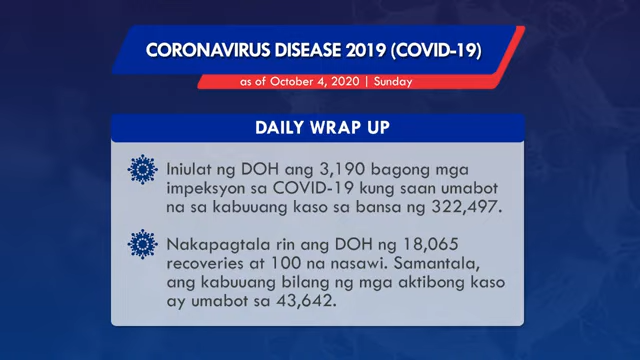 CORONAVIRUS DISEASE 2019 (COVID-19)
as of October 4, 2020 | Sunday
DAILY WRAP UP
Iniulat ng DOH ang 3,190 bagong mga
impeksyon sa COVID-19 kung saan umabot
na sa kabuuang kaso sa bansa ng 322,497.
Nakapagtala rin ang DOH ng 18,065
recoveries at 100 na nasawi. Samantala,
ang kabuuang bilang ng mga aktibong kaso
ay umabot sa 43,642.